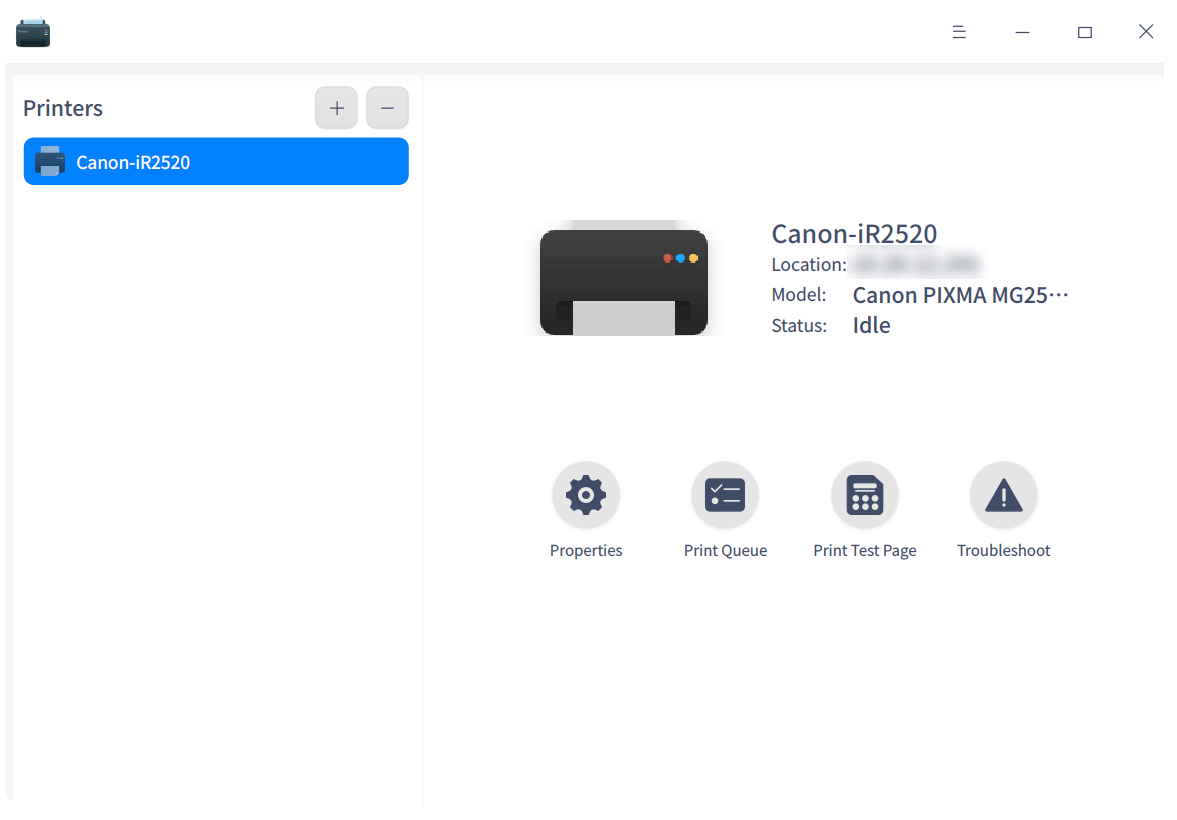 Printers
Canon-iR2520
Canon-iR2520
Location:
Model: Canon PIXMA MG25···
Status: Idle
Properties
Print Queue
Print Test Page
Troubleshoot